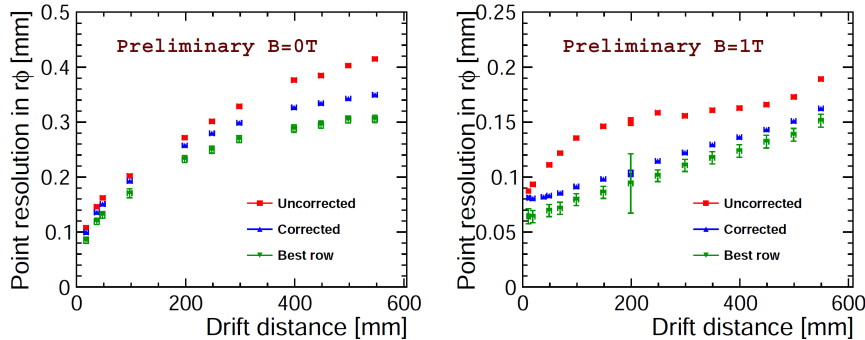 Point resolution in rϕ [mm]
0.5
0.4
0.3
0.2
0.1
0
Preliminary B=0T
Uncorrected
Corrected
Best row
0
200
400
600
Drift distance [mm]
Point resolution in rϕ [mm]
0.25
0.2
0.15
0.1
0.05
0
Preliminary B=1T
Uncorrected
Corrected
Best row
0
200
400
600
Drift distance [mm]